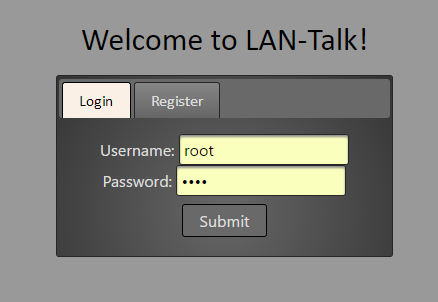 Welcome to LAN-Talk!
Login Register
Username: root
Password: ••••
Submit